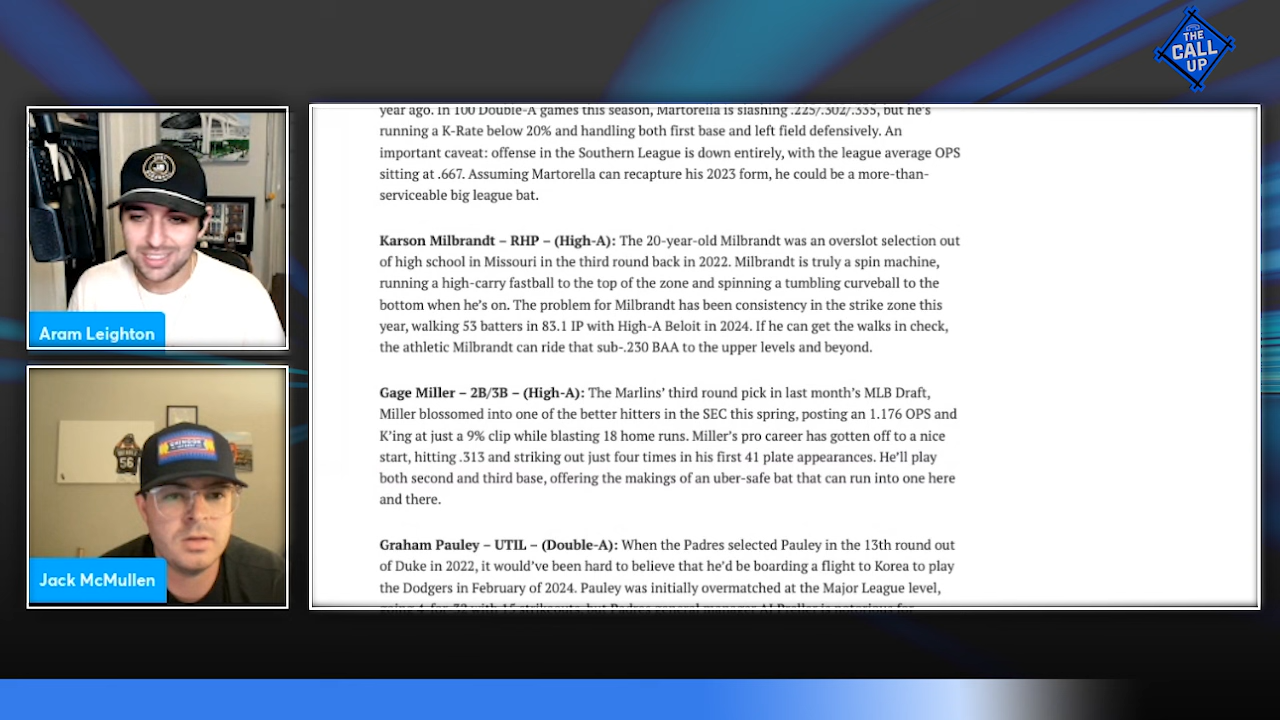 THE
CALL
UP
Aram Leighton
Jack McMullen
56
year ago. In 100 Double-A games this season, Martorella is slashing .225/.302/.335, but he's
running a K-Rate below 20% and handling both first base and left field defensively. An
important caveat: offense in the Southern League is down entirely, with the league average OPS
sitting at .667. Assuming Martorella can recapture his 2023 form, he could be a more-than-
serviceable big league bat.
Karson Milbrandt – RHP – (High-A): The 20-year-old Milbrandt was an overslot selection out
of high school in Missouri in the third round back in 2022. Milbrandt is truly a spin machine,
running a high-carry fastball to the top of the zone and spinning a tumbling curveball to the
bottom when he's on. The problem for Milbrandt has been consistency in the strike zone this
year, walking 53 batters in 83.1 IP with High-A Beloit in 2024. If he can get the walks in check,
the athletic Milbrandt can ride that sub-.230 BAA to the upper levels and beyond.
Gage Miller – 2B/3B – (High-A): The Marlins' third round pick in last month's MLB Draft,
Miller blossomed into one of the better hitters in the SEC this spring, posting an 1.176 OPS and
K'ing at just a 9% clip while blasting 18 home runs. Miller's pro career has gotten off to a nice
start, hitting .313 and striking out just four times in his first 41 plate appearances. He'll play
both second and third base, offering the makings of an uber-safe bat that can run into one here
and there.
Graham Pauley – UTIL – (Double-A): When the Padres selected Pauley in the 13th round out
of Duke in 2022, it would've been hard to believe that he'd be boarding a flight to Korea to play
the Dodgers in February of 2024. Pauley was initially overmatched at the Major League level,